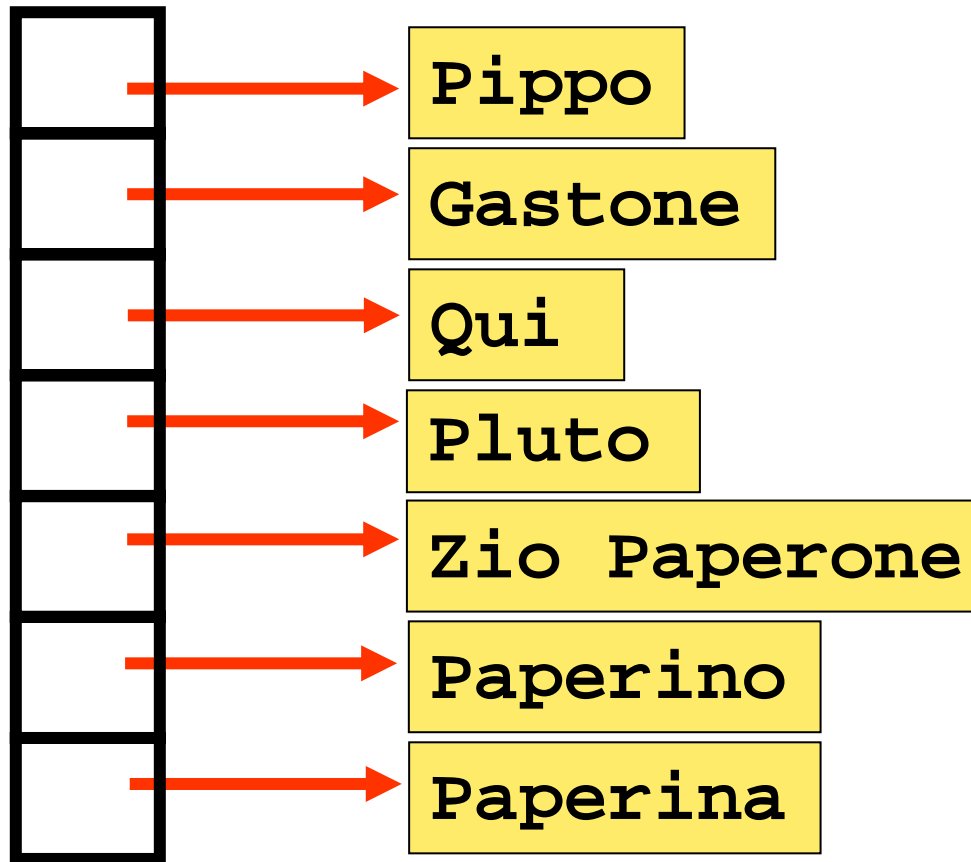 Pippo
Gastone
Qui
Pluto
Zio Paperone
Paperino
Paperina